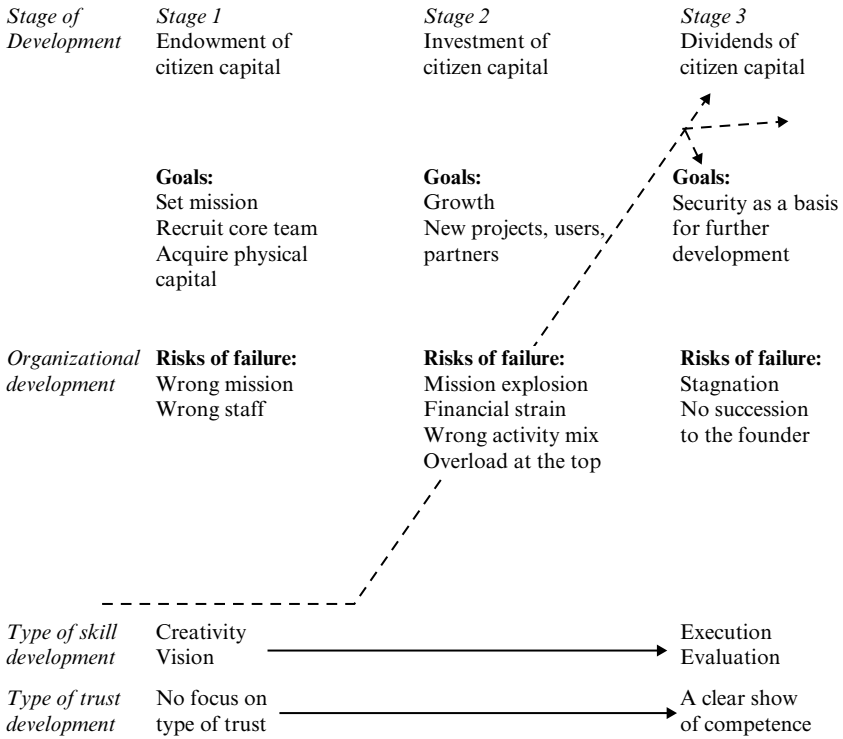 Stage of Development
Stage 1
Endowment of
citizen capital
Stage 2
Investment of
citizen capital
Stage 3
Dividends of
citizen capital
Goals:
Set mission
Recruit core team
Acquire physical
capital
Goals:
Growth
New projects, users,
partners
Goals:
Security as a basis
for further
development
Organizational
development
Risks of failure:
Wrong mission
Wrong staff
Risks of failure:
Mission explosion
Financial strain
Wrong activity mix
Overload at the top
Risks of failure:
Stagnation
No succession
to the founder
Type of skill
development
Creativity
Vision
Execution
Evaluation
Type of trust
development
No focus on
type of trust
A clear show
of competence